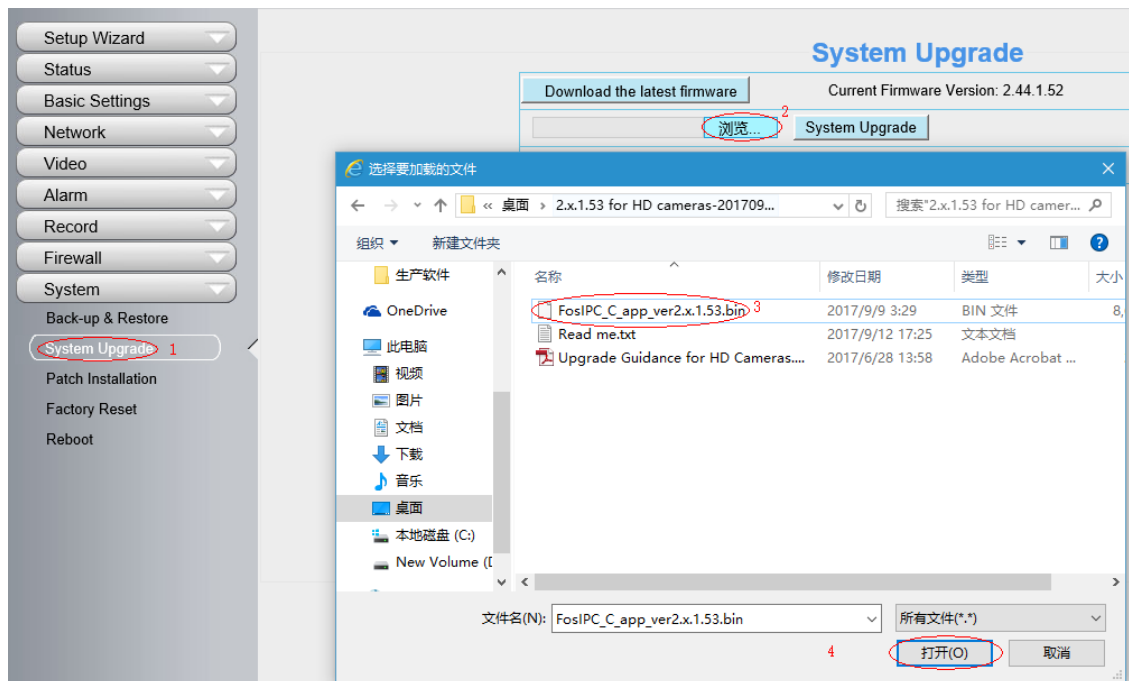 Setup Wizard
Status
Basic Settings
Network
Video
Alarm
Record
Firewall
System
Back-up & Restore
System Upgrade 1
Patch Installation
Factory Reset
Reboot
System Upgrade
Download the latest firmware Current Firmware Version: 2.44.1.52
浏览... 2 System Upgrade
选择要加载的文件
« 桌面 › 2.x.1.53 for HD cameras-201709... 搜索"2.x.1.53 for HD camer...
组织 新建文件夹
生产软件
OneDrive
此电脑
视频
图片
文档
下载
音乐
桌面
本地磁盘 (C:)
New Volume (D
名称 修改日期 类型 大小
FosIPC_C_app_ver2.x.1.53.bin 3 2017/9/9 3:29 BIN 文件 8,
Read me.txt 2017/9/12 17:25 文本文档
Upgrade Guidance for HD Cameras.... 2017/6/28 13:58 Adobe Acrobat ...
文件名(N): FosIPC_C_app_ver2.x.1.53.bin 所有文件(*.*)
4 打开(O) 取消